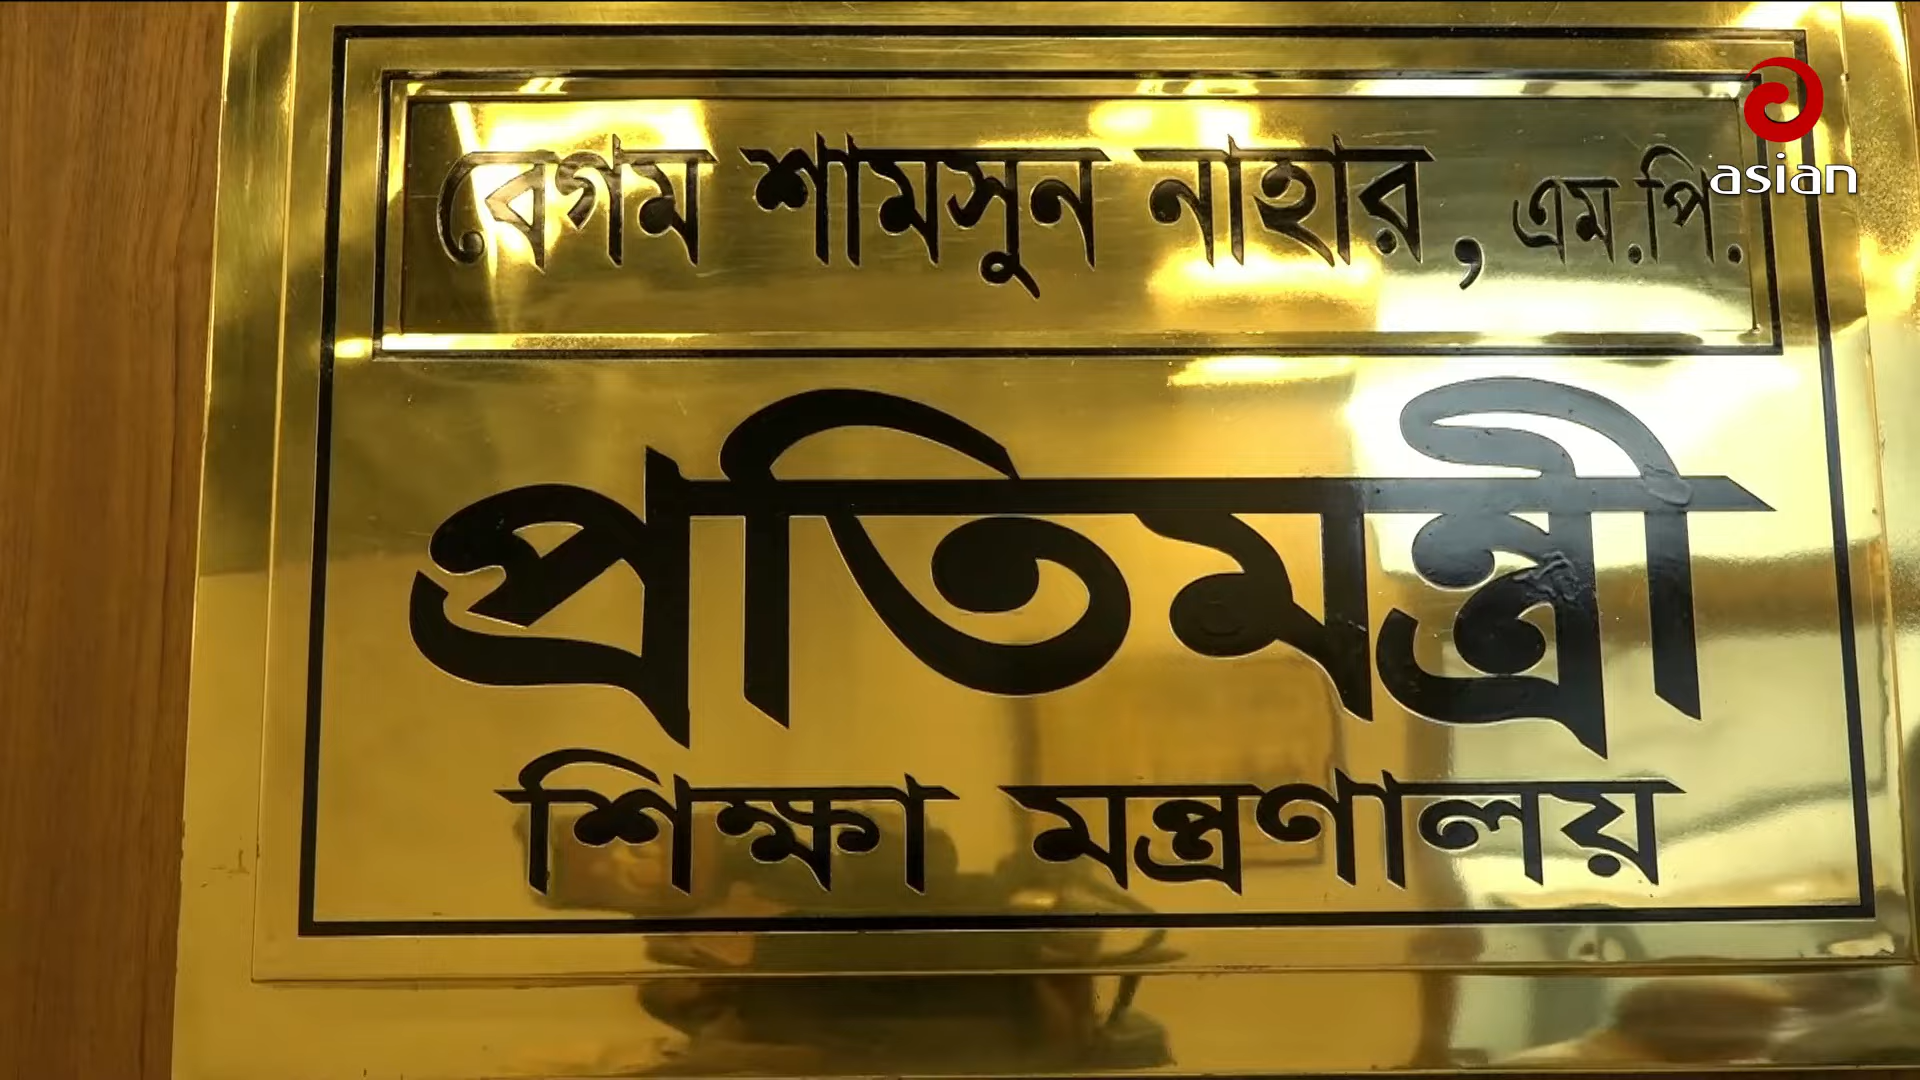 বেগম শামসুন নাহার, এম.পি.
প্রতিমন্ত্রী
শিক্ষা মন্ত্রণালয়
asian